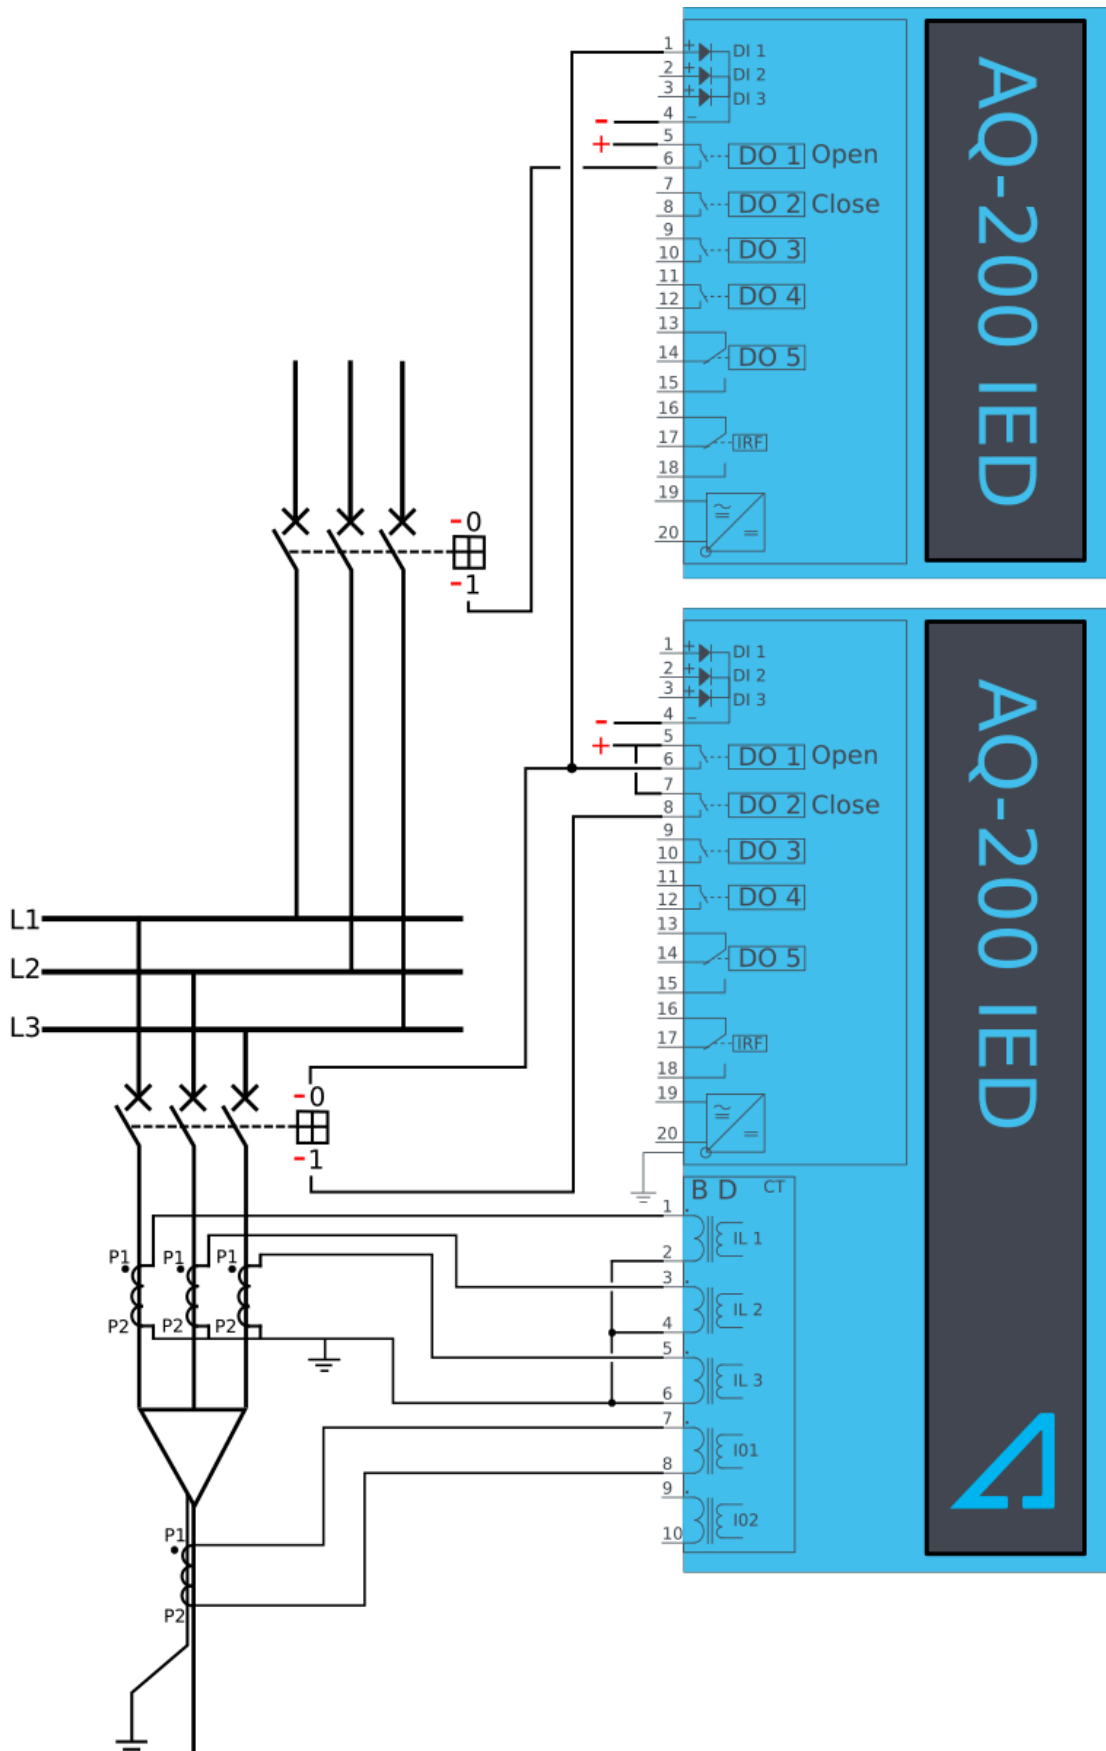 1 + DI 1
2 + DI 2
3 + DI 3
- 4 –
+ 5
6 DO 1 Open
7
8 DO 2 Close
9
10 DO 3
11
12 DO 4
13
14 DO 5
15
16
17 IRF
18
19
20
AQ-200 IED
-0
-1
1 + DI 1
2 + DI 2
3 + DI 3
- 4 –
+ 5
6 DO 1 Open
7
8 DO 2 Close
9
10 DO 3
11
12 DO 4
13
14 DO 5
15
16
17 IRF
18
19
20
AQ-200 IED
L1
L2
L3
-0
-1
B D CT
1
IL 1
2
3
IL 2
4
5
IL 3
6
7
I01
8
9
I02
10
P1 P1 P1
P2 P2 P2
P1
P2